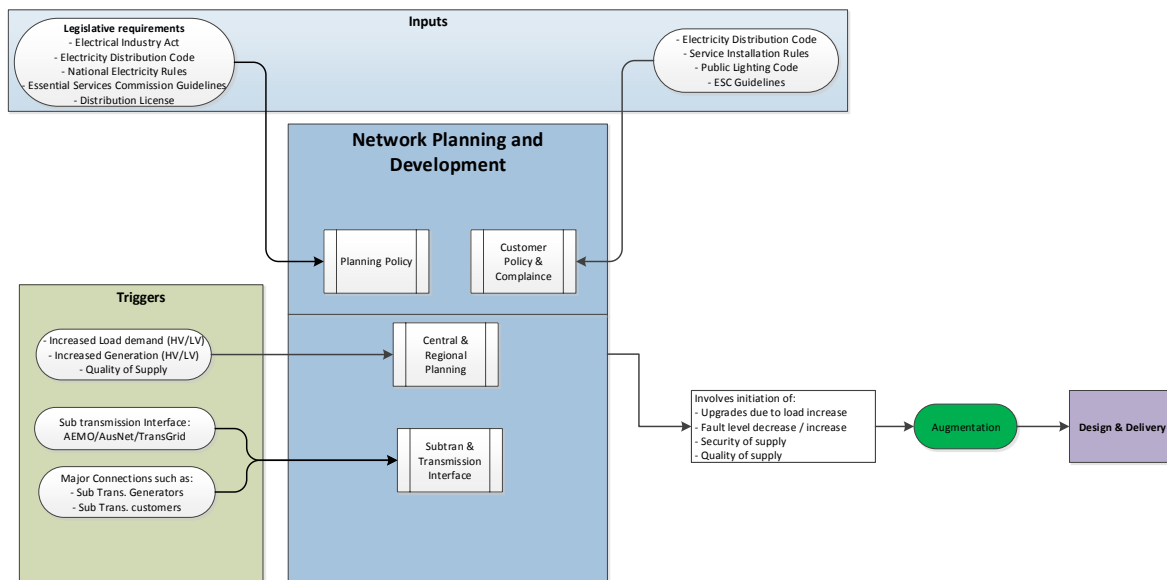 Inputs
Legislative requirements
- Electrical Industry Act
- Electricity Distribution Code
- National Electricity Rules
- Essential Services Commission Guidelines
- Distribution License
- Electricity Distribution Code
- Service Installation Rules
- Public Lighting Code
- ESC Guidelines
Network Planning and
Development
Planning Policy
Customer
Policy &
Complaince
Triggers
- Increased Load demand (HV/LV)
- Increased Generation (HV/LV)
- Quality of Supply
Central &
Regional
Planning
Sub transmission Interface:
AEMO/AusNet/TransGrid
Subtran &
Transmission
Interface
Major Connections such as:
- Sub Trans. Generators
- Sub Trans. customers
Involves initiation of:
- Upgrades due to load increase
- Fault level decrease / increase
- Security of supply
- Quality of supply
Augmentation
Design & Delivery